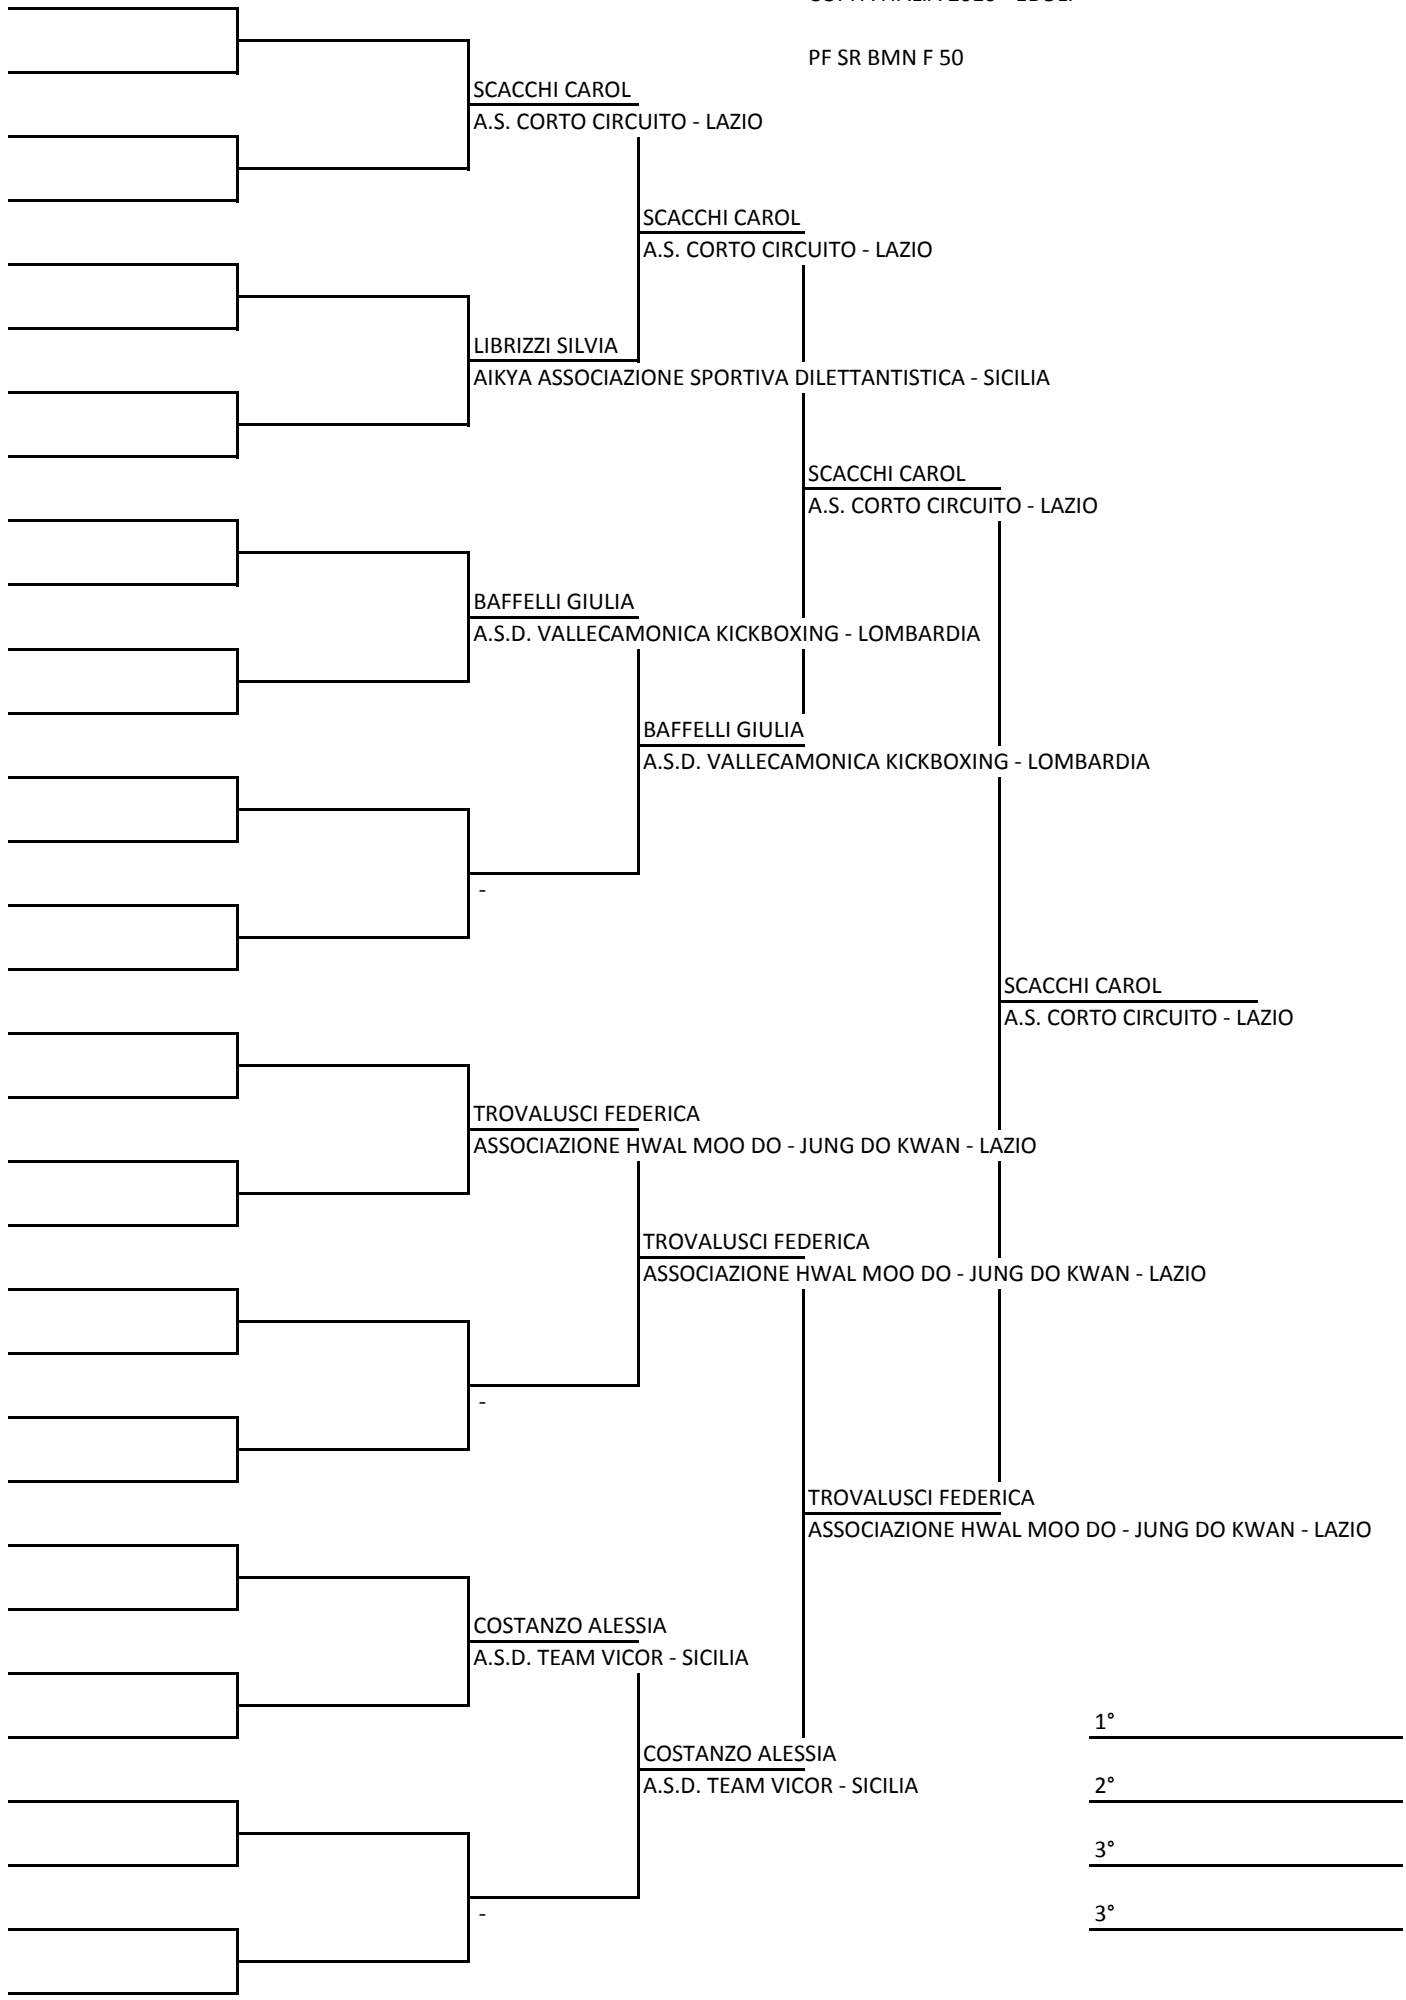 PF SR BMN F 50
SCACCHI CAROL
A.S. CORTO CIRCUITO - LAZIO
SCACCHI CAROL
A.S. CORTO CIRCUITO - LAZIO
LIBRIZZI SILVIA
AIKYA ASSOCIAZIONE SPORTIVA DILETTANTISTICA - SICILIA
SCACCHI CAROL
A.S. CORTO CIRCUITO - LAZIO
BAFFELLI GIULIA
A.S.D. VALLECAMONICA KICKBOXING - LOMBARDIA
BAFFELLI GIULIA
A.S.D. VALLECAMONICA KICKBOXING - LOMBARDIA
-
SCACCHI CAROL
A.S. CORTO CIRCUITO - LAZIO
TROVALUSCI FEDERICA
ASSOCIAZIONE HWAL MOO DO - JUNG DO KWAN - LAZIO
TROVALUSCI FEDERICA
ASSOCIAZIONE HWAL MOO DO - JUNG DO KWAN - LAZIO
-
TROVALUSCI FEDERICA
ASSOCIAZIONE HWAL MOO DO - JUNG DO KWAN - LAZIO
COSTANZO ALESSIA
A.S.D. TEAM VICOR - SICILIA
1°
COSTANZO ALESSIA
A.S.D. TEAM VICOR - SICILIA
2°
3°
-
3°